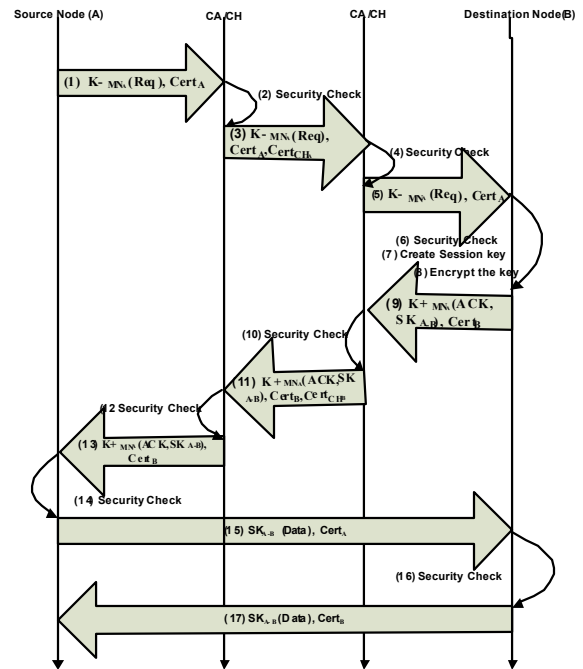 Source Node (A) CA/CH CA/CH Destination Node(B)
(1) K- MNA (Req), CertA
(2) Security Check
(3) K- MNA (Req),
CertA,CertCHA
(4) Security Check
(5) K- MNA (Req), CertA
(6) Security Check
(7) Create Session key
(8) Encrypt the key
(9) K+ MNA (ACK,
SK A-B), CertB
(10) Security Check
(11) K+ MNA (ACK,SK
A-B), CertB,CertCHB
(12 Security Check
(13) K+ MNA (ACK,SK A-B),
CertB
(14) Security Check
(15) SKA-B (Data), CertA
(16) Security Check
(17) SKA-B (Data), CertB